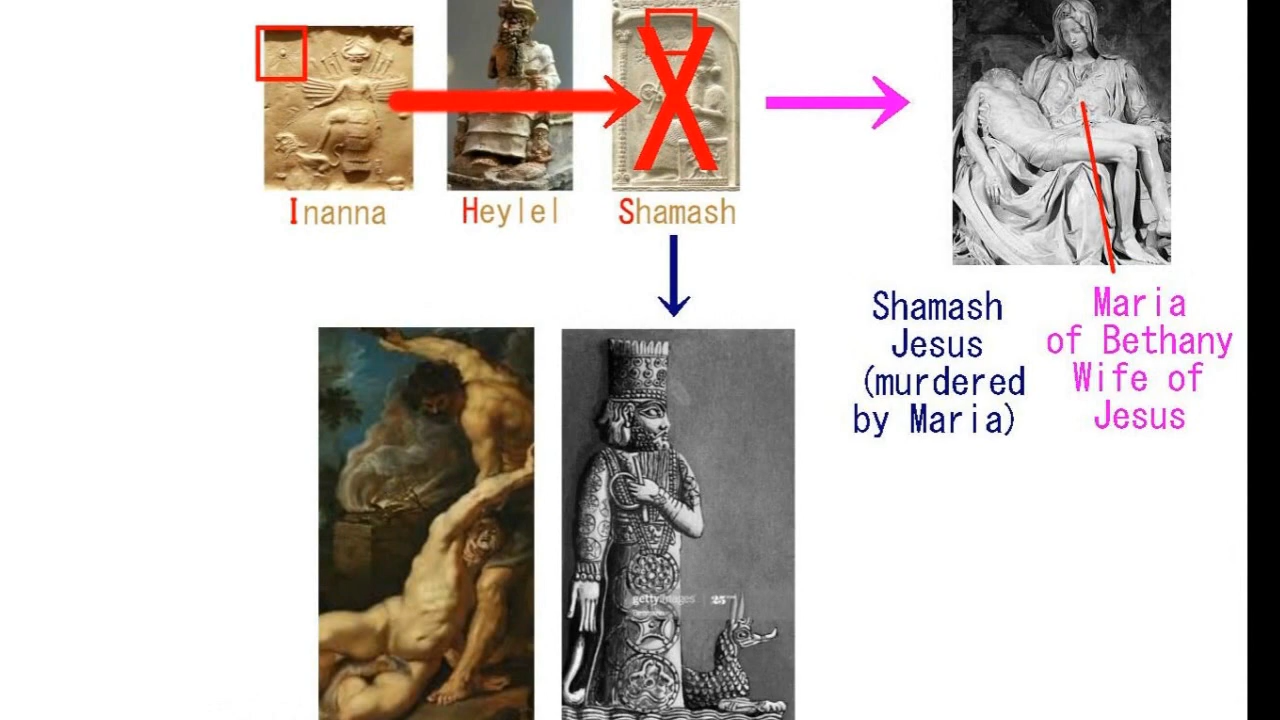 Inanna
Heylel
Shamash
Shamash
Jesus
(murdered
by Maria)
Maria
of Bethany
Wife of
Jesus
gettyimages